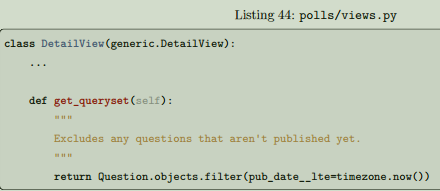 Listing 44: polls/views.py
class DetailView(generic.DetailView):
    ...
    def get_queryset(self):
        """
        Excludes any questions that aren't published yet.
        """
        return Question.objects.filter(pub_date__lte=timezone.now())